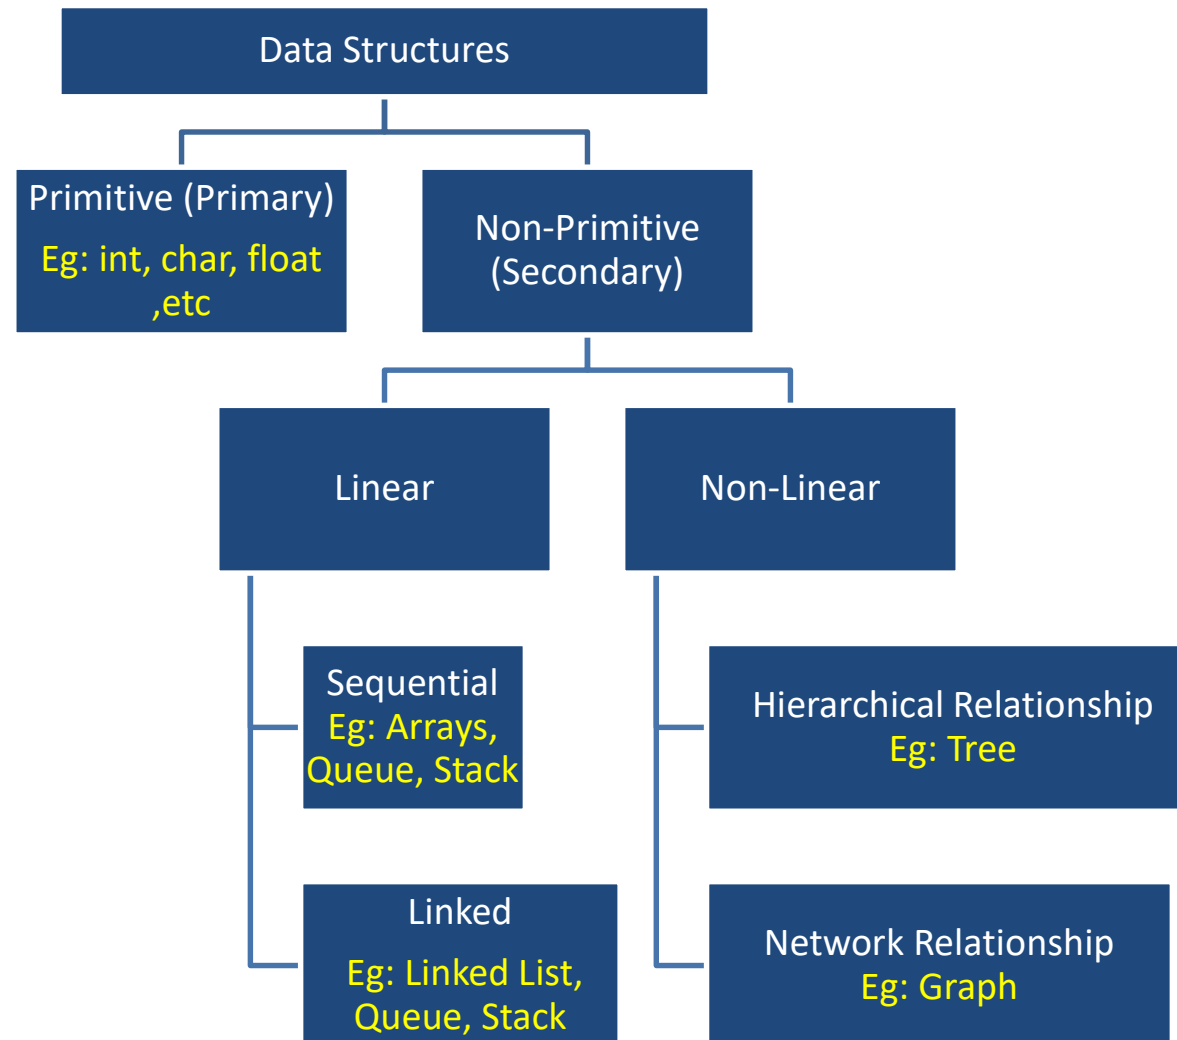 Data Structures
Primitive (Primary)
Eg: int, char, float
,etc
Non-Primitive
(Secondary)
Linear
Non-Linear
Sequential
Eg: Arrays,
Queue, Stack
Hierarchical Relationship
Eg: Tree
Linked
Eg: Linked List,
Queue, Stack
Network Relationship
Eg: Graph